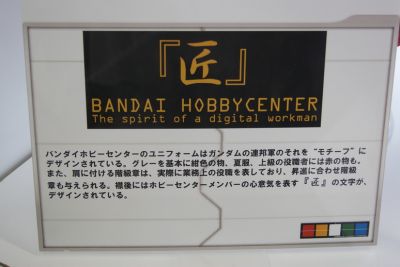 『匠』
BANDAI HOBBYCENTER
The spirit of a digital workman
バンダイホビーセンターのユニフォームはガンダムの連邦軍のそれを"モチーフ"に
デザインされている。グレーを基本に紺色の物、夏服、上級の役職者には赤の物も。
また、肩に付ける階級章は、実際に業務上の役職を表しており、昇進に合わせ階級
章も与えられる。襟後にはホビーセンターメンバーの心意気を表す『匠』の文字が、
デザインされている。